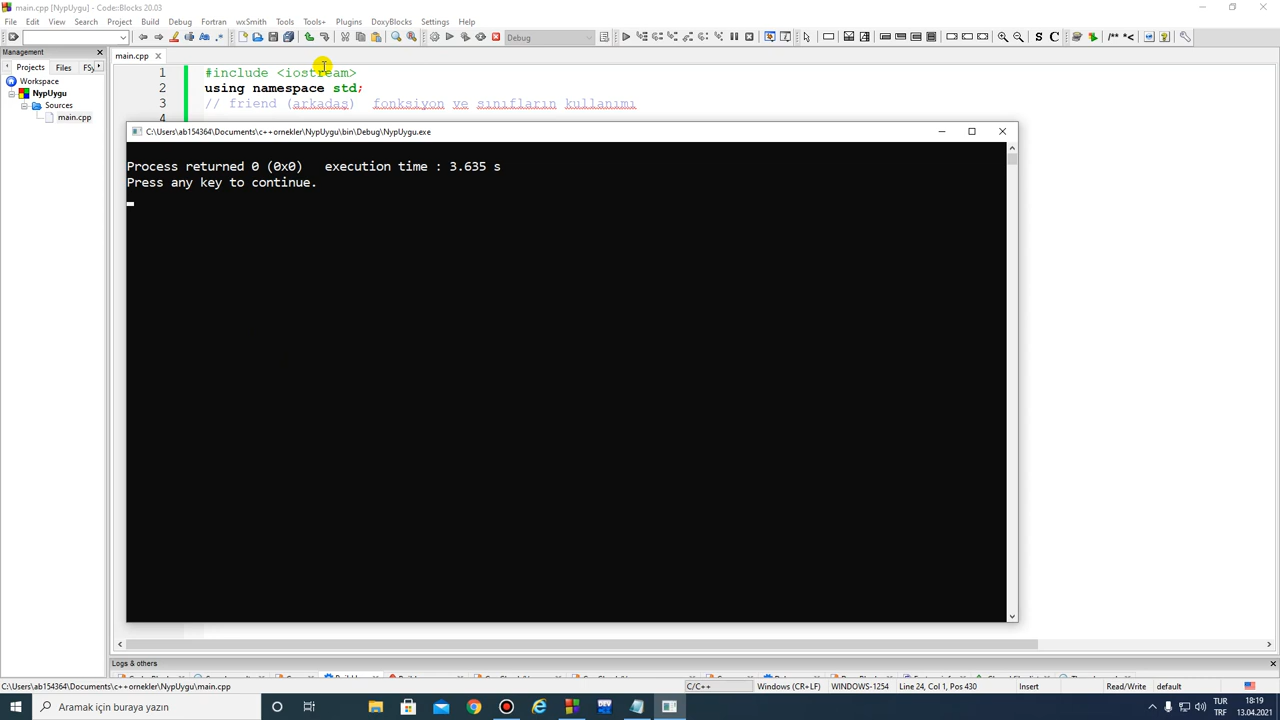 main.cpp [NypUygu] - Code::Blocks 20.03
File Edit View Search Project Build Debug Fortran wxSmith Tools Tools+ Plugins DoxyBlocks Settings Help
Debug
Management
main.cpp
Projects Files FSy
Workspace
NypUygu
Sources
main.cpp
1 #include <iostream>
2 using namespace std;
3 // friend (arkadaş) fonksiyon ve sınıfların kullanımı
4
C:\Users\ab154364\Documents\c++ornekler\NypUygu\bin\Debug\NypUygu.exe
Process returned 0 (0x0) execution time : 3.635 s
Press any key to continue.
Logs & others
C:\Users\ab154364\Documents\c++ornekler\NypUygu\main.cpp C/C++ Windows (CR+LF) WINDOWS-1254 Line 24, Col 1, Pos 430 Insert Read/Write default
Aramak için buraya yazın
TUR 18:19
TRF 13.04.2021